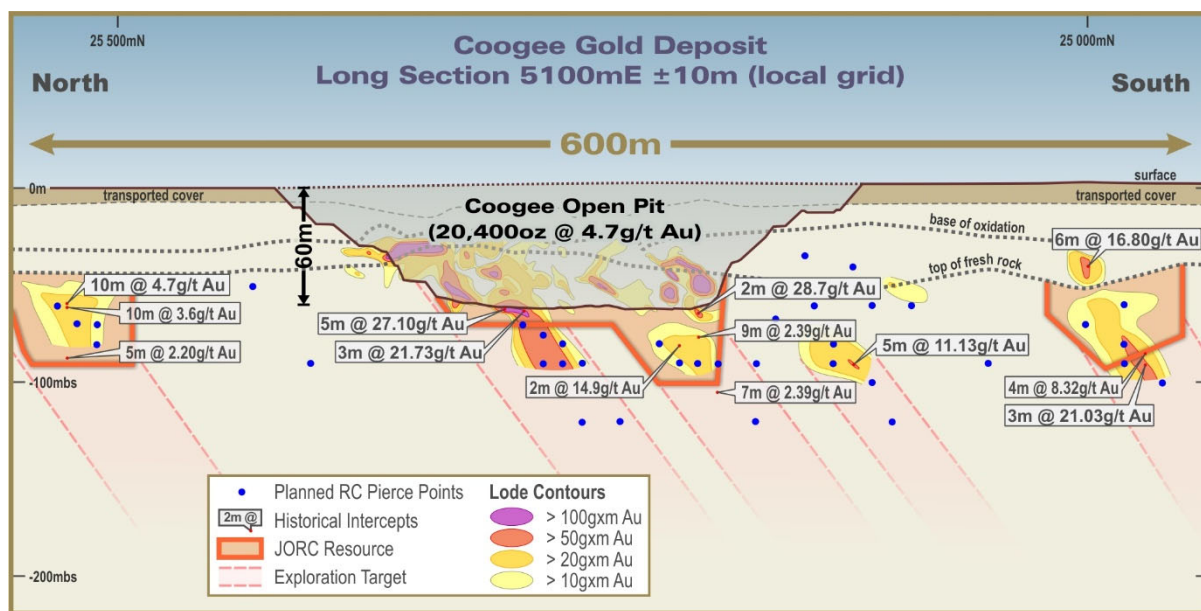 25 500mN
25 000mN
Coogee Gold Deposit
Long Section 5100mE ±10m (local grid)
North
South
600m
0m
surface
transported cover
transported cover
Coogee Open Pit
(20,400oz @ 4.7g/t Au)
60m
base of oxidation
top of fresh rock
6m @ 16.80g/t Au
10m @ 4.7g/t Au
10m @ 3.6g/t Au
5m @ 2.20g/t Au
5m @ 27.10g/t Au
3m @ 21.73g/t Au
2m @ 28.7g/t Au
9m @ 2.39g/t Au
5m @ 11.13g/t Au
2m @ 14.9g/t Au
7m @ 2.39g/t Au
4m @ 8.32g/t Au
3m @ 21.03g/t Au
-100mbs
-200mbs
Planned RC Pierce Points
2m @
Historical Intercepts
JORC Resource
Exploration Target
Lode Contours
> 100gxm Au
> 50gxm Au
> 20gxm Au
> 10gxm Au